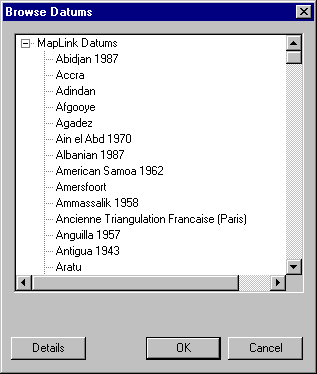 Browse Datums
MapLink Datums
Abidjan 1987
Accra
Adindan
Afgooye
Agadez
Ain el Abd 1970
Albanian 1987
American Samoa 1962
Amersfoort
Ammassalik 1958
Ancienne Triangulation Francaise (Paris)
Anguilla 1957
Antigua 1943
Aratu
Details OK Cancel